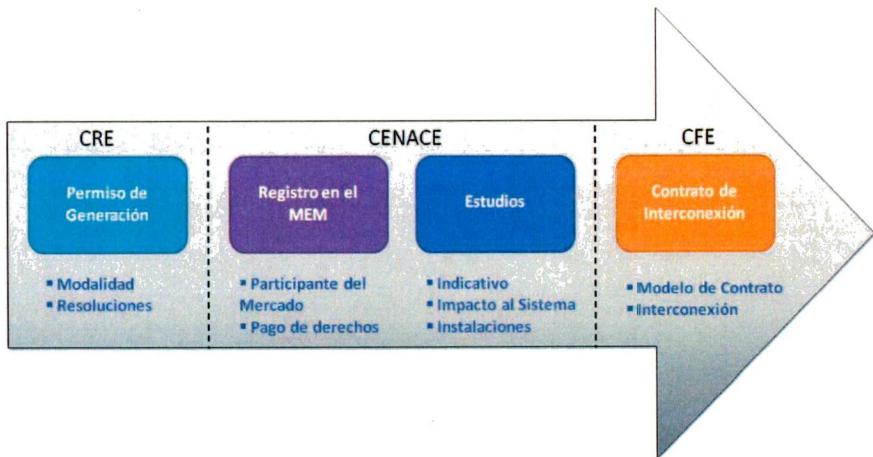 CRE
CENACE
CFE
Permiso de
Generación
Registro en el
MEM
Estudios
Contrato de
Interconexión
▪ Modalidad
▪ Resoluciones
▪ Participante del
Mercado
▪ Pago de derechos
▪ Indicativo
▪ Impacto al Sistema
▪ Instalaciones
▪ Modelo de Contrato
▪ Interconexión